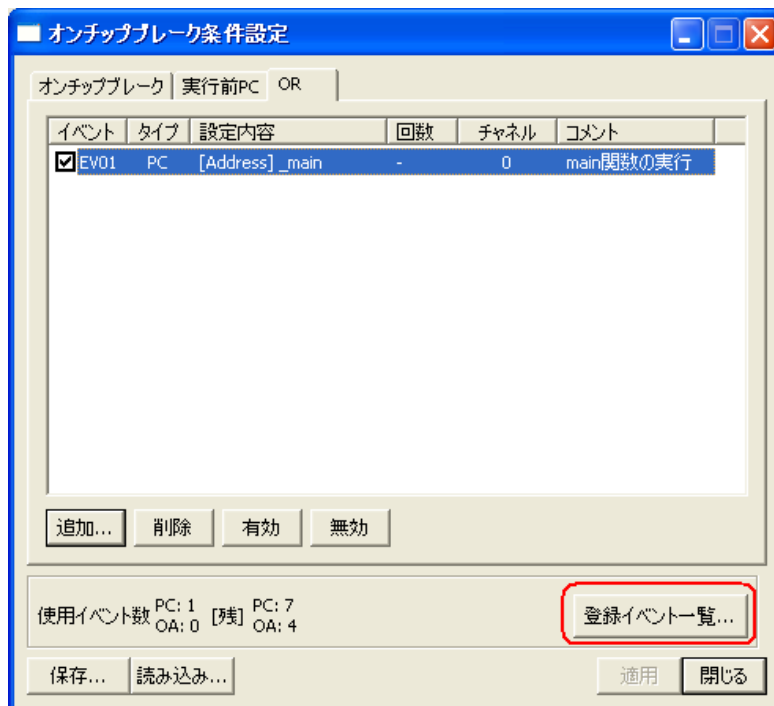 オンチップブレーク条件設定
オンチップブレーク 実行前PC OR
イベント タイプ 設定内容 回数 チャネル コメント
EV01 PC [Address] _main - 0 main関数の実行
追加... 削除 有効 無効
使用イベント数 PC: 1 [残] PC: 7
OA: 0 OA: 4
登録イベント一覧...
保存... 読み込み... 適用 閉じる